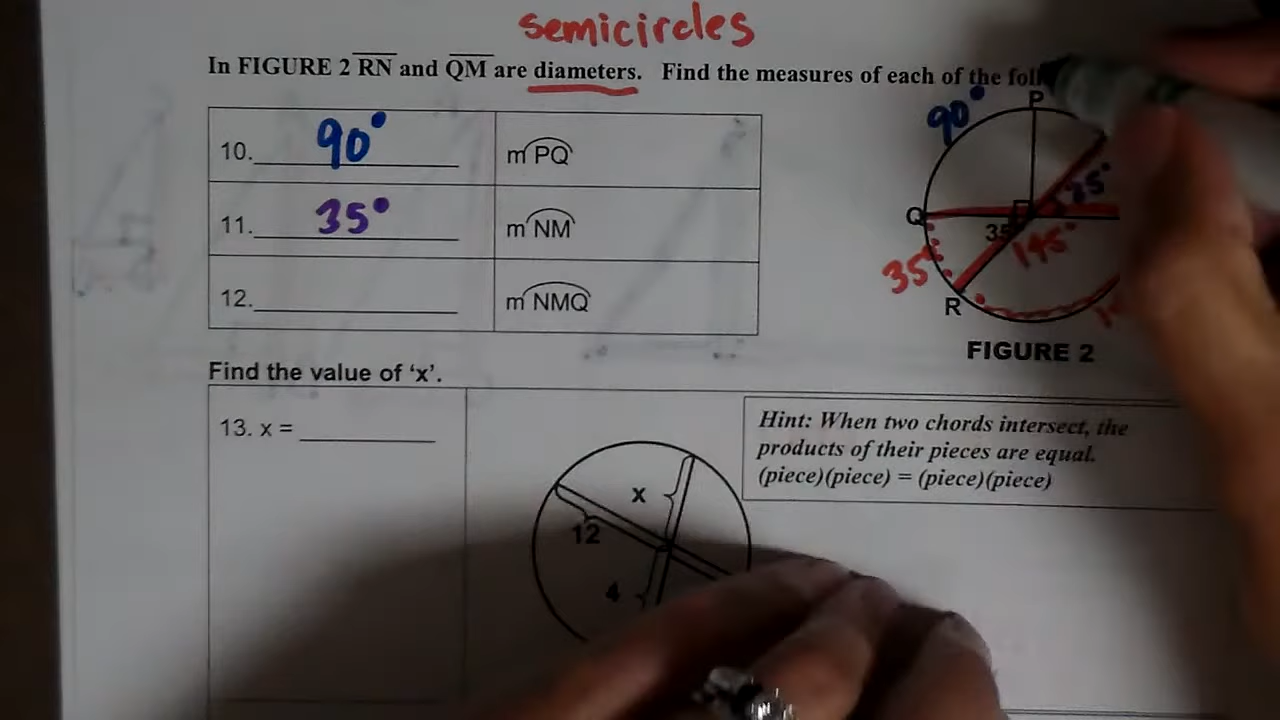 semicircles
In FIGURE 2 RN and QM are diameters. Find the measures of each of the
10. 90°
m PQ
11. 35°
m NM
12.
m NMQ
90°
P
Q
35
145°
35°
R
FIGURE 2
Find the value of ‘x’.
13. x =
x
12
4
Hint: When two chords intersect, the
products of their pieces are equal.
(piece)(piece) = (piece)(piece)